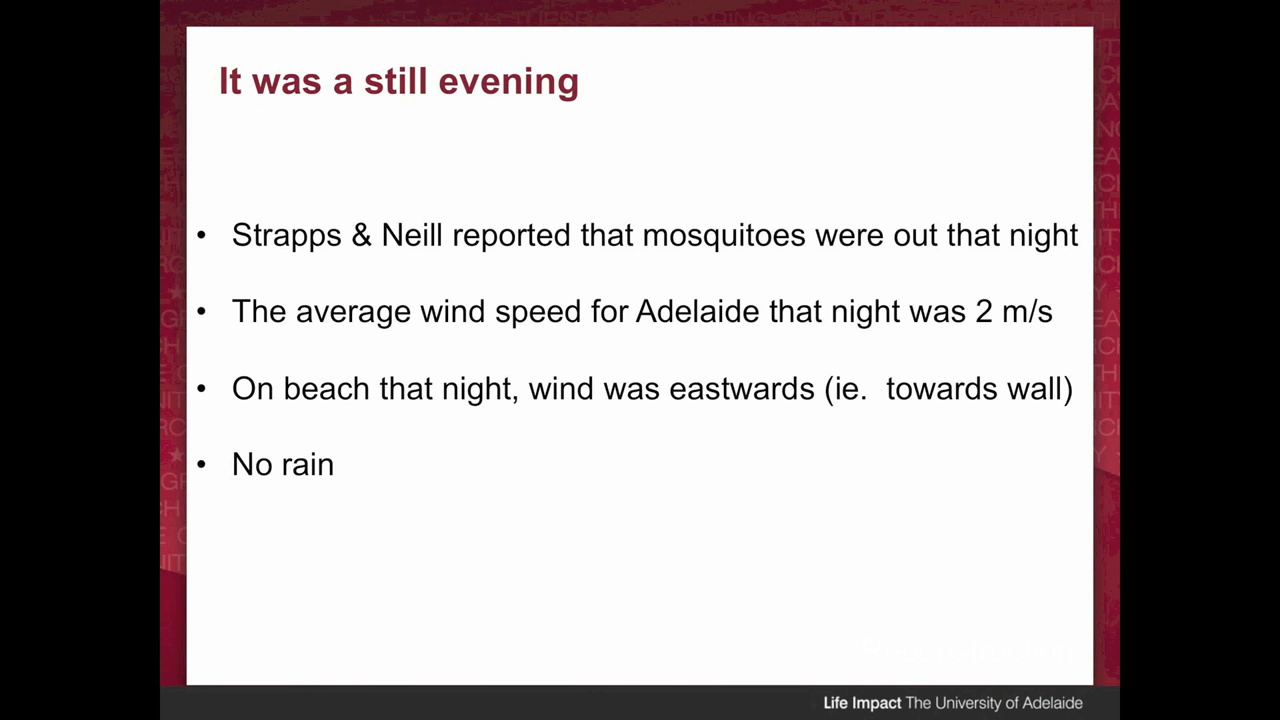 It was a still evening
• Strapps & Neill reported that mosquitoes were out that night
• The average wind speed for Adelaide that night was 2 m/s
• On beach that night, wind was eastwards (ie.  towards wall)
• No rain
Life Impact The University of Adelaide